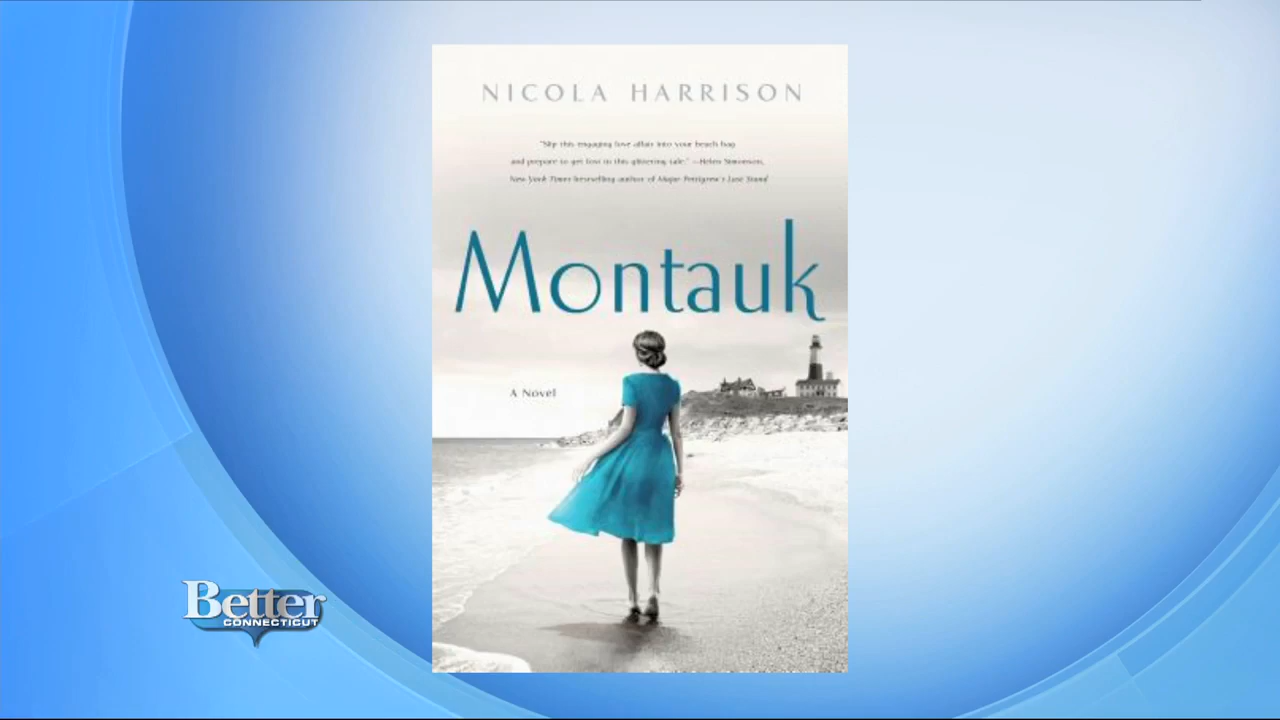 NICOLA HARRISON
"Slip this engaging love affair into your beach bag
and prepare to get lost in this glittering tale." —Helen Simonson,
New York Times bestselling author of Major Pettigrew's Last Stand
Montauk
A Novel
Better
CONNECTICUT